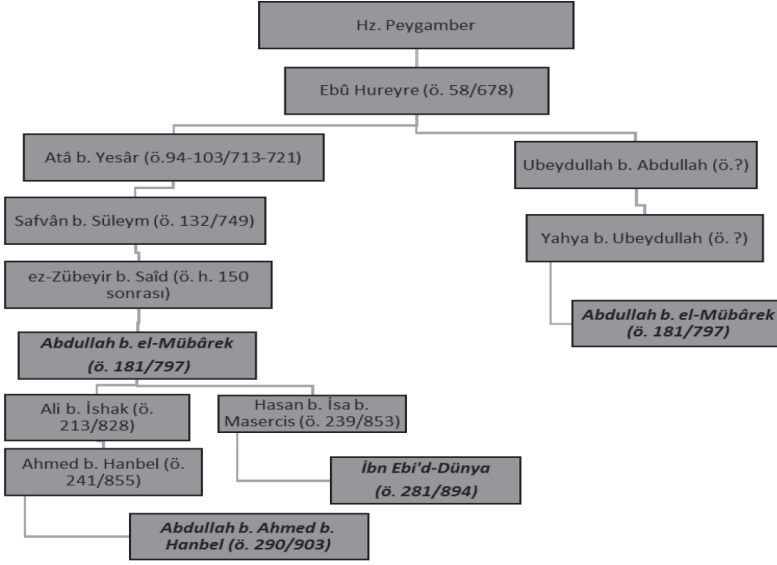 Hz. Peygamber
Ebû Hureyre (ö. 58/678)
Atâ b. Yesâr (ö.94-103/713-721)
Ubeydullah b. Abdullah (ö.?)
Safvân b. Süleym (ö. 132/749)
Yahya b. Ubeydullah (ö. ?)
ez-Zübeyir b. Saîd (ö. h. 150
sonrası)
Abdullah b. el-Mübârek
(ö. 181/797)
Abdullah b. el-Mübârek
(ö. 181/797)
Ali b. İshak (ö.
213/828)
Hasan b. İsa b.
Masercis (ö. 239/853)
Ahmed b. Hanbel (ö.
241/855)
İbn Ebi'd-Dünya
(ö. 281/894)
Abdullah b. Ahmed b.
Hanbel (ö. 290/903)